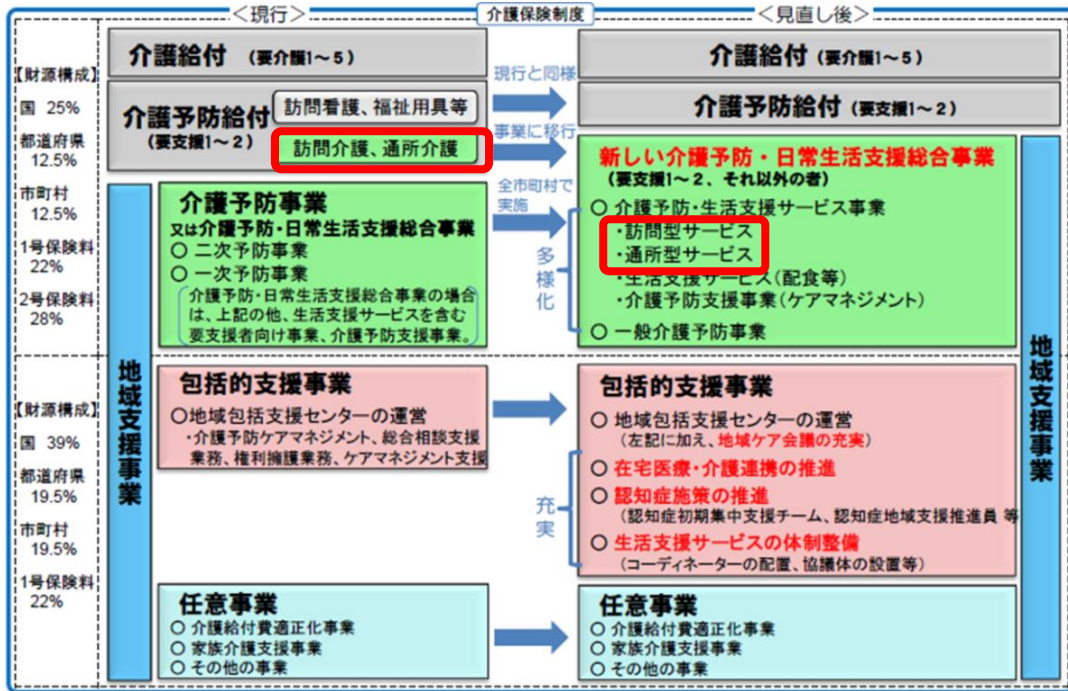 ＜現行＞
介護保険制度
＜見直し後＞
【財源構成】
国 25%
都道府県
12.5%
市町村
12.5%
1号保険料
22%
2号保険料
28%
介護給付 （要介護1～5）
介護予防給付
（要支援1～2）
訪問看護、福祉用具等
訪問介護、通所介護
現行と同様
事業に移行
全市町村で
実施
多様化
介護給付 （要介護1～5）
介護予防給付 （要支援1～2）
介護予防事業
又は介護予防・日常生活支援総合事業
○ 二次予防事業
○ 一次予防事業
介護予防・日常生活支援総合事業の場合
は、上記の他、生活支援サービスを含む
要支援者向け事業、介護予防支援事業。
新しい介護予防・日常生活支援総合事業
（要支援1～2、それ以外の者）
○ 介護予防・生活支援サービス事業
・訪問型サービス
・通所型サービス
・生活支援サービス（配食等）
・介護予防支援事業（ケアマネジメント）
○ 一般介護予防事業
【財源構成】
国 39%
都道府県
19.5%
市町村
19.5%
1号保険料
22%
地域支援事業
包括的支援事業
○地域包括支援センターの運営
・介護予防ケアマネジメント、総合相談支援
業務、権利擁護業務、ケアマネジメント支援
充実
包括的支援事業
○ 地域包括支援センターの運営
（左記に加え、地域ケア会議の充実）
○ 在宅医療・介護連携の推進
○ 認知症施策の推進
（認知症初期集中支援チーム、認知症地域支援推進員 等
○ 生活支援サービスの体制整備
（コーディネーターの配置、協議体の設置等）
地域支援事業
任意事業
○ 介護給付費適正化事業
○ 家族介護支援事業
○ その他の事業
任意事業
○ 介護給付費適正化事業
○ 家族介護支援事業
○ その他の事業